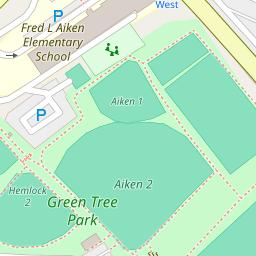 P
West
Fred L Aiken
Elementary
School
P
Aiken 1
Aiken 2
Hemlock
2
Green Tree
Park